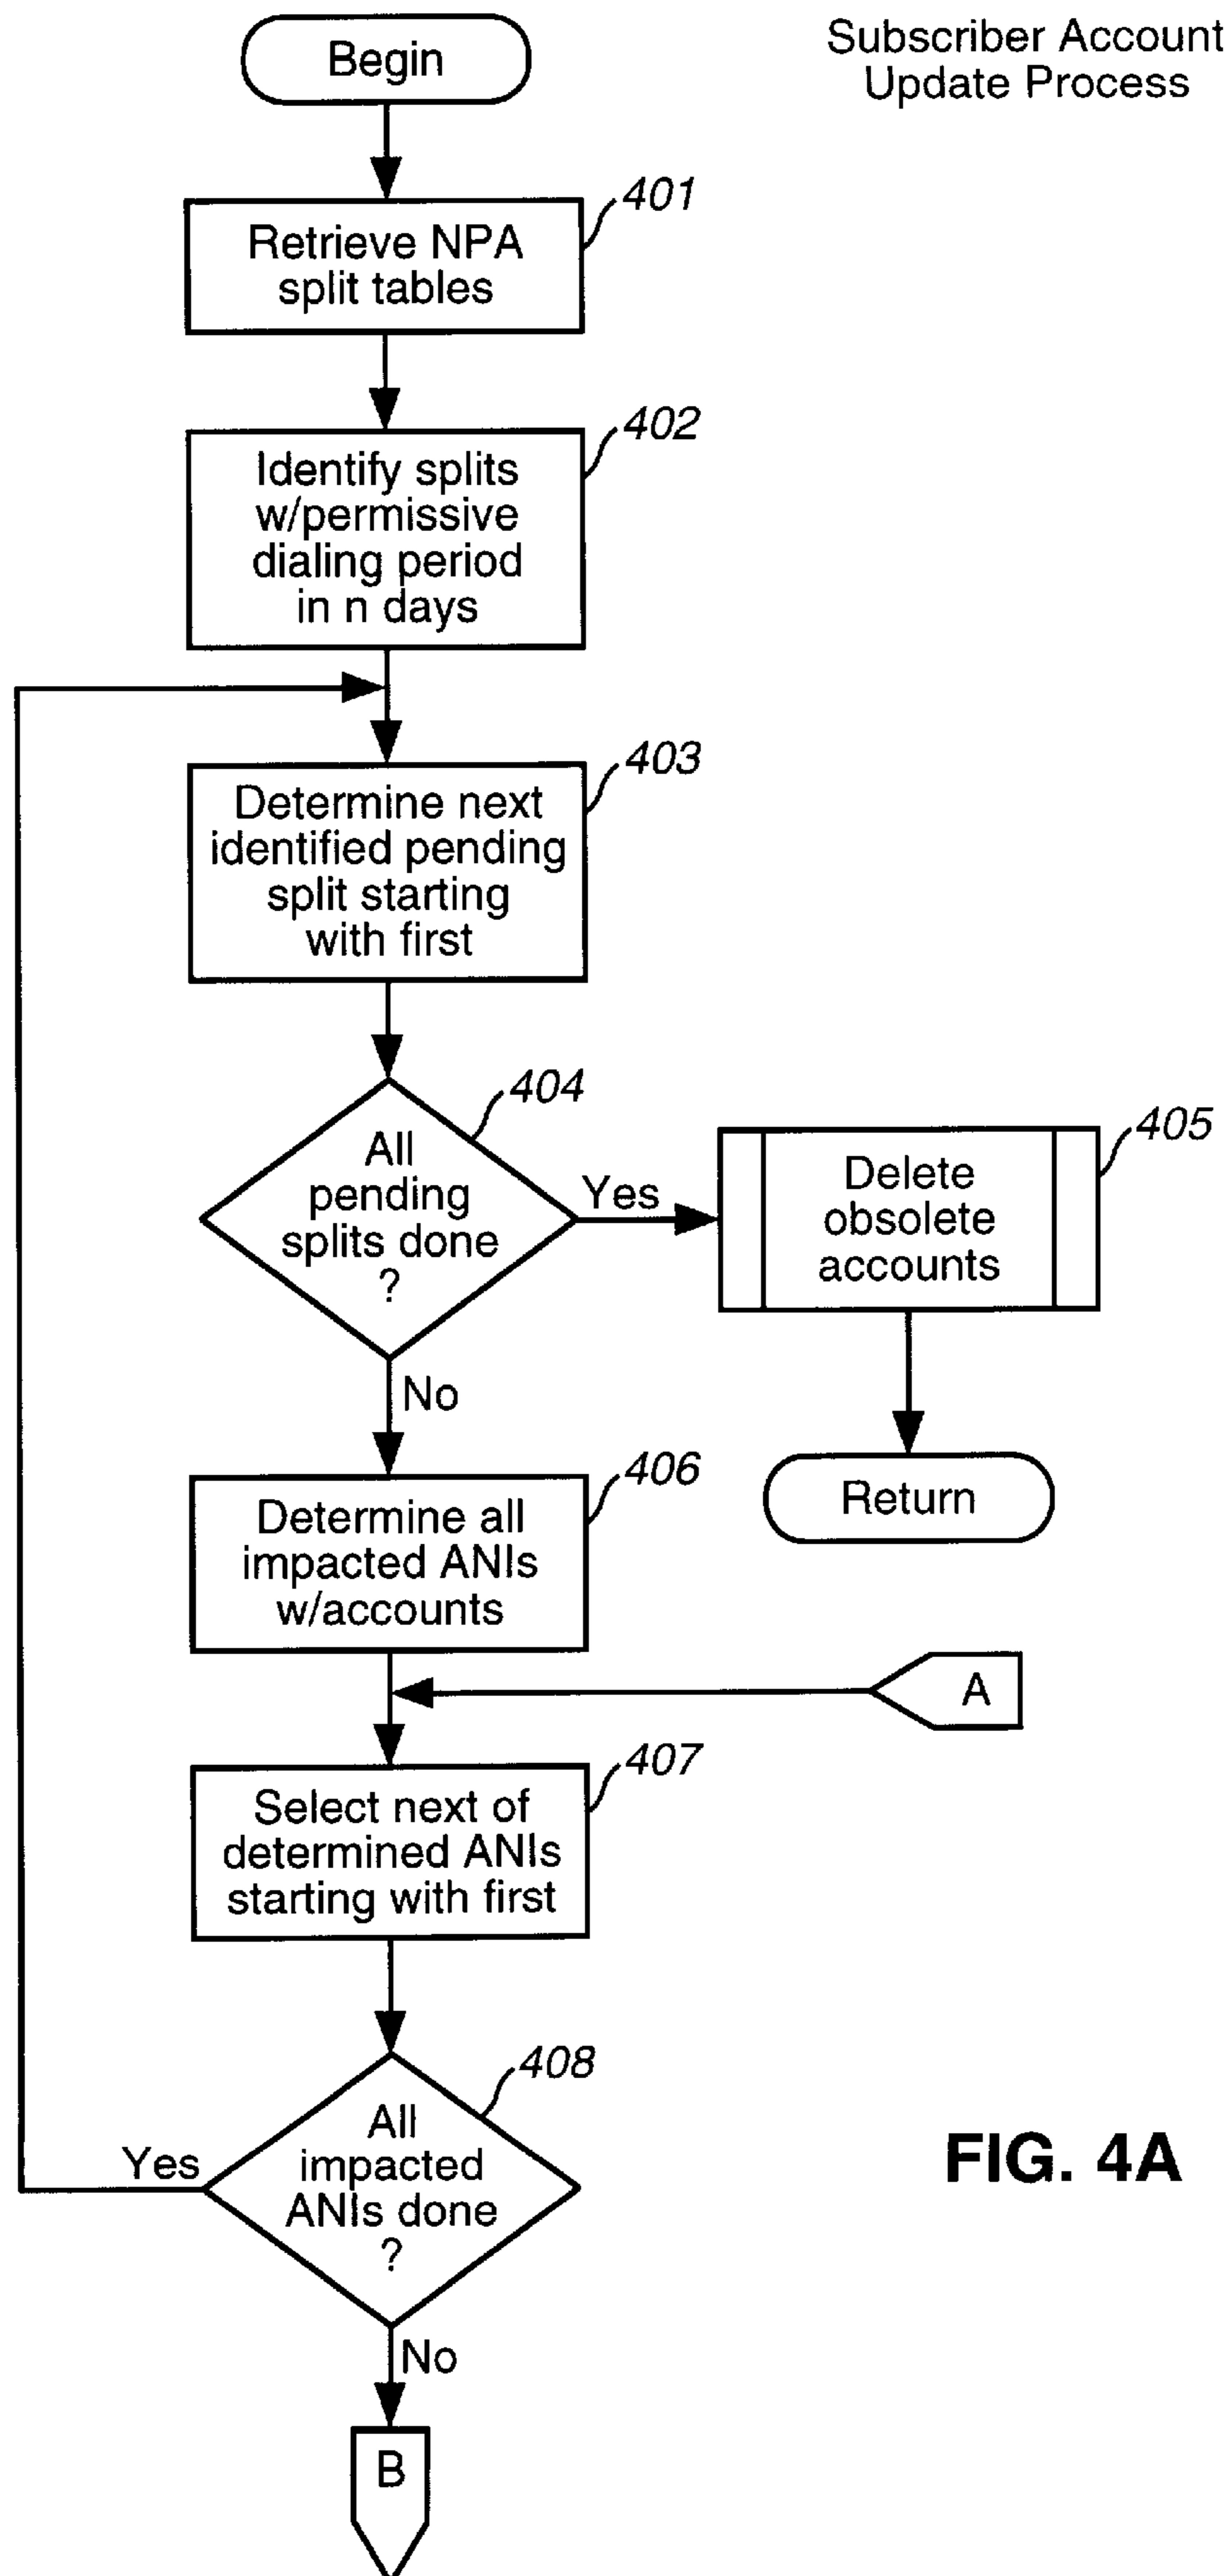 Subscriber Account
Update Process
Begin
401
Retrieve NPA
split tables
402
Identify splits
w/permissive
dialing period
in n days
403
Determine next
identified pending
split starting
with first
404
All
pending
splits done
?
Yes
405
Delete
obsolete
accounts
No
Return
406
Determine all
impacted ANIs
w/accounts
A
407
Select next of
determined ANIs
starting with first
408
All
impacted
ANIs done
?
Yes
FIG. 4A
No
B